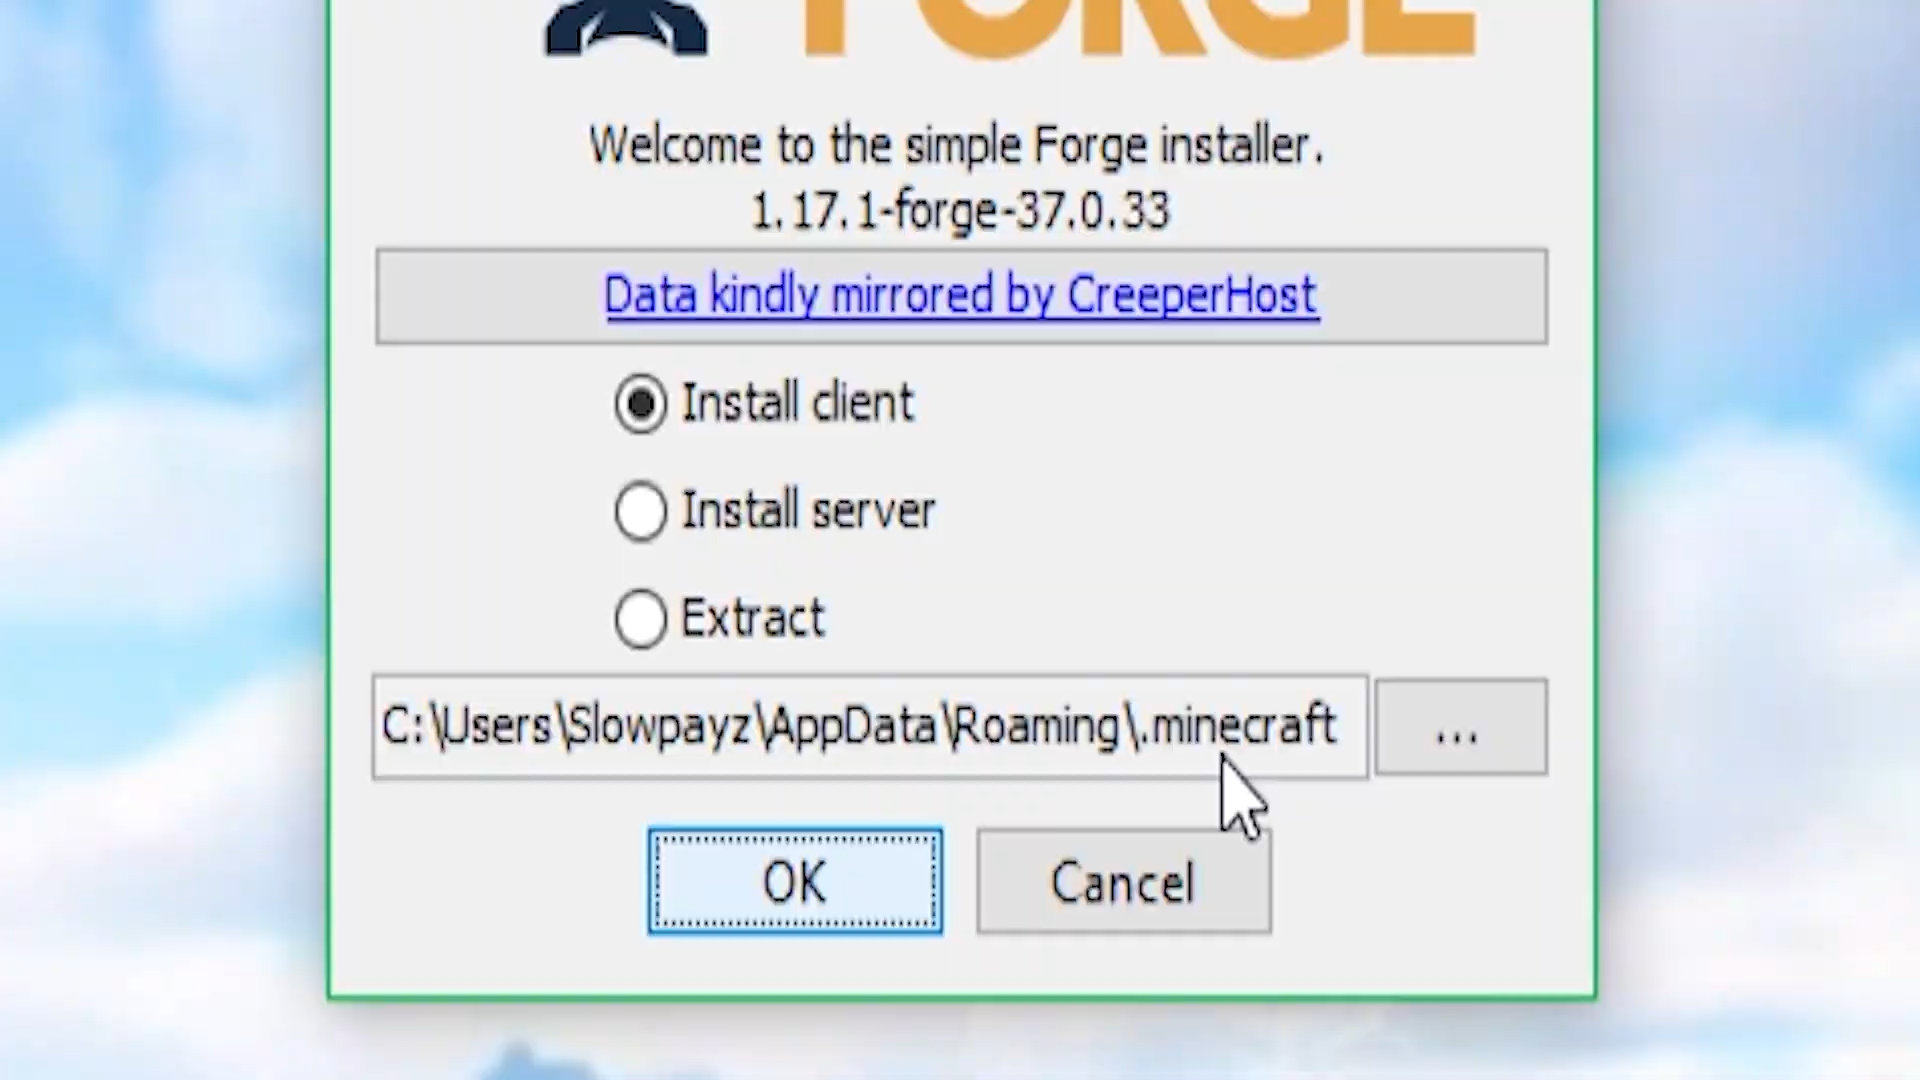 FORGE
Welcome to the simple Forge installer.
1.17.1-forge-37.0.33
Data kindly mirrored by CreeperHost
Install client
Install server
Extract
C:\Users\Slowpayz\AppData\Roaming\.minecraft
...
OK
Cancel